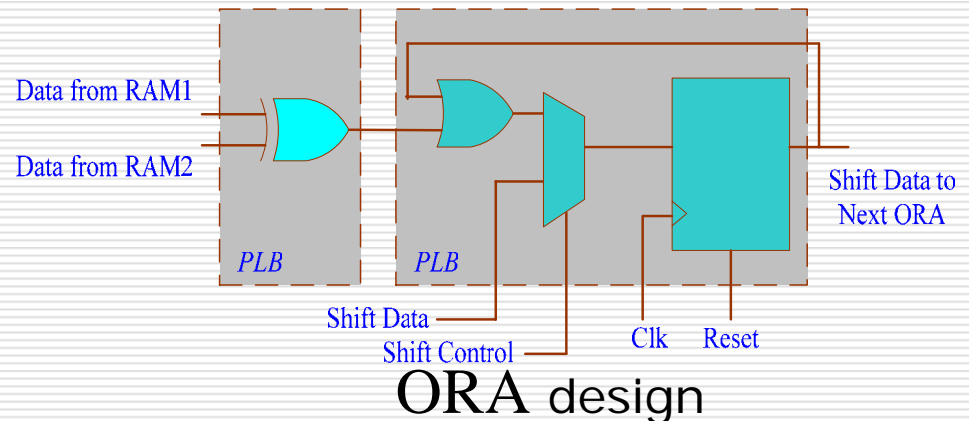 Data from RAM1
Data from RAM2
PLB
PLB
Shift Data to
Next ORA
Shift Data
Shift Control
Clk
Reset
ORA design